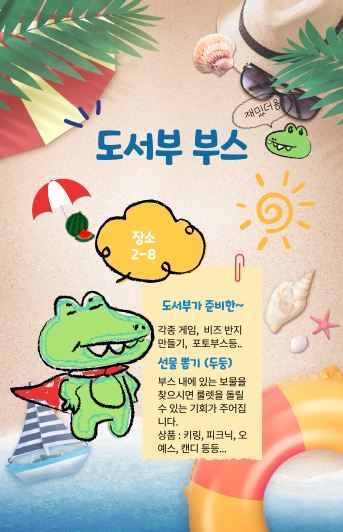 재밌더용
도서부 부스
장소
2-8
도서부가 준비한~
각종 게임, 비즈 반지
만들기, 포토부스등..
선물 뽑기 (두둥)
부스 내에 있는 보물을
찾으시면 룰렛을 돌릴
수 있는 기회가 주어집
니다.
상품 : 키링, 피크닉, 오
예스, 캔디 등등...